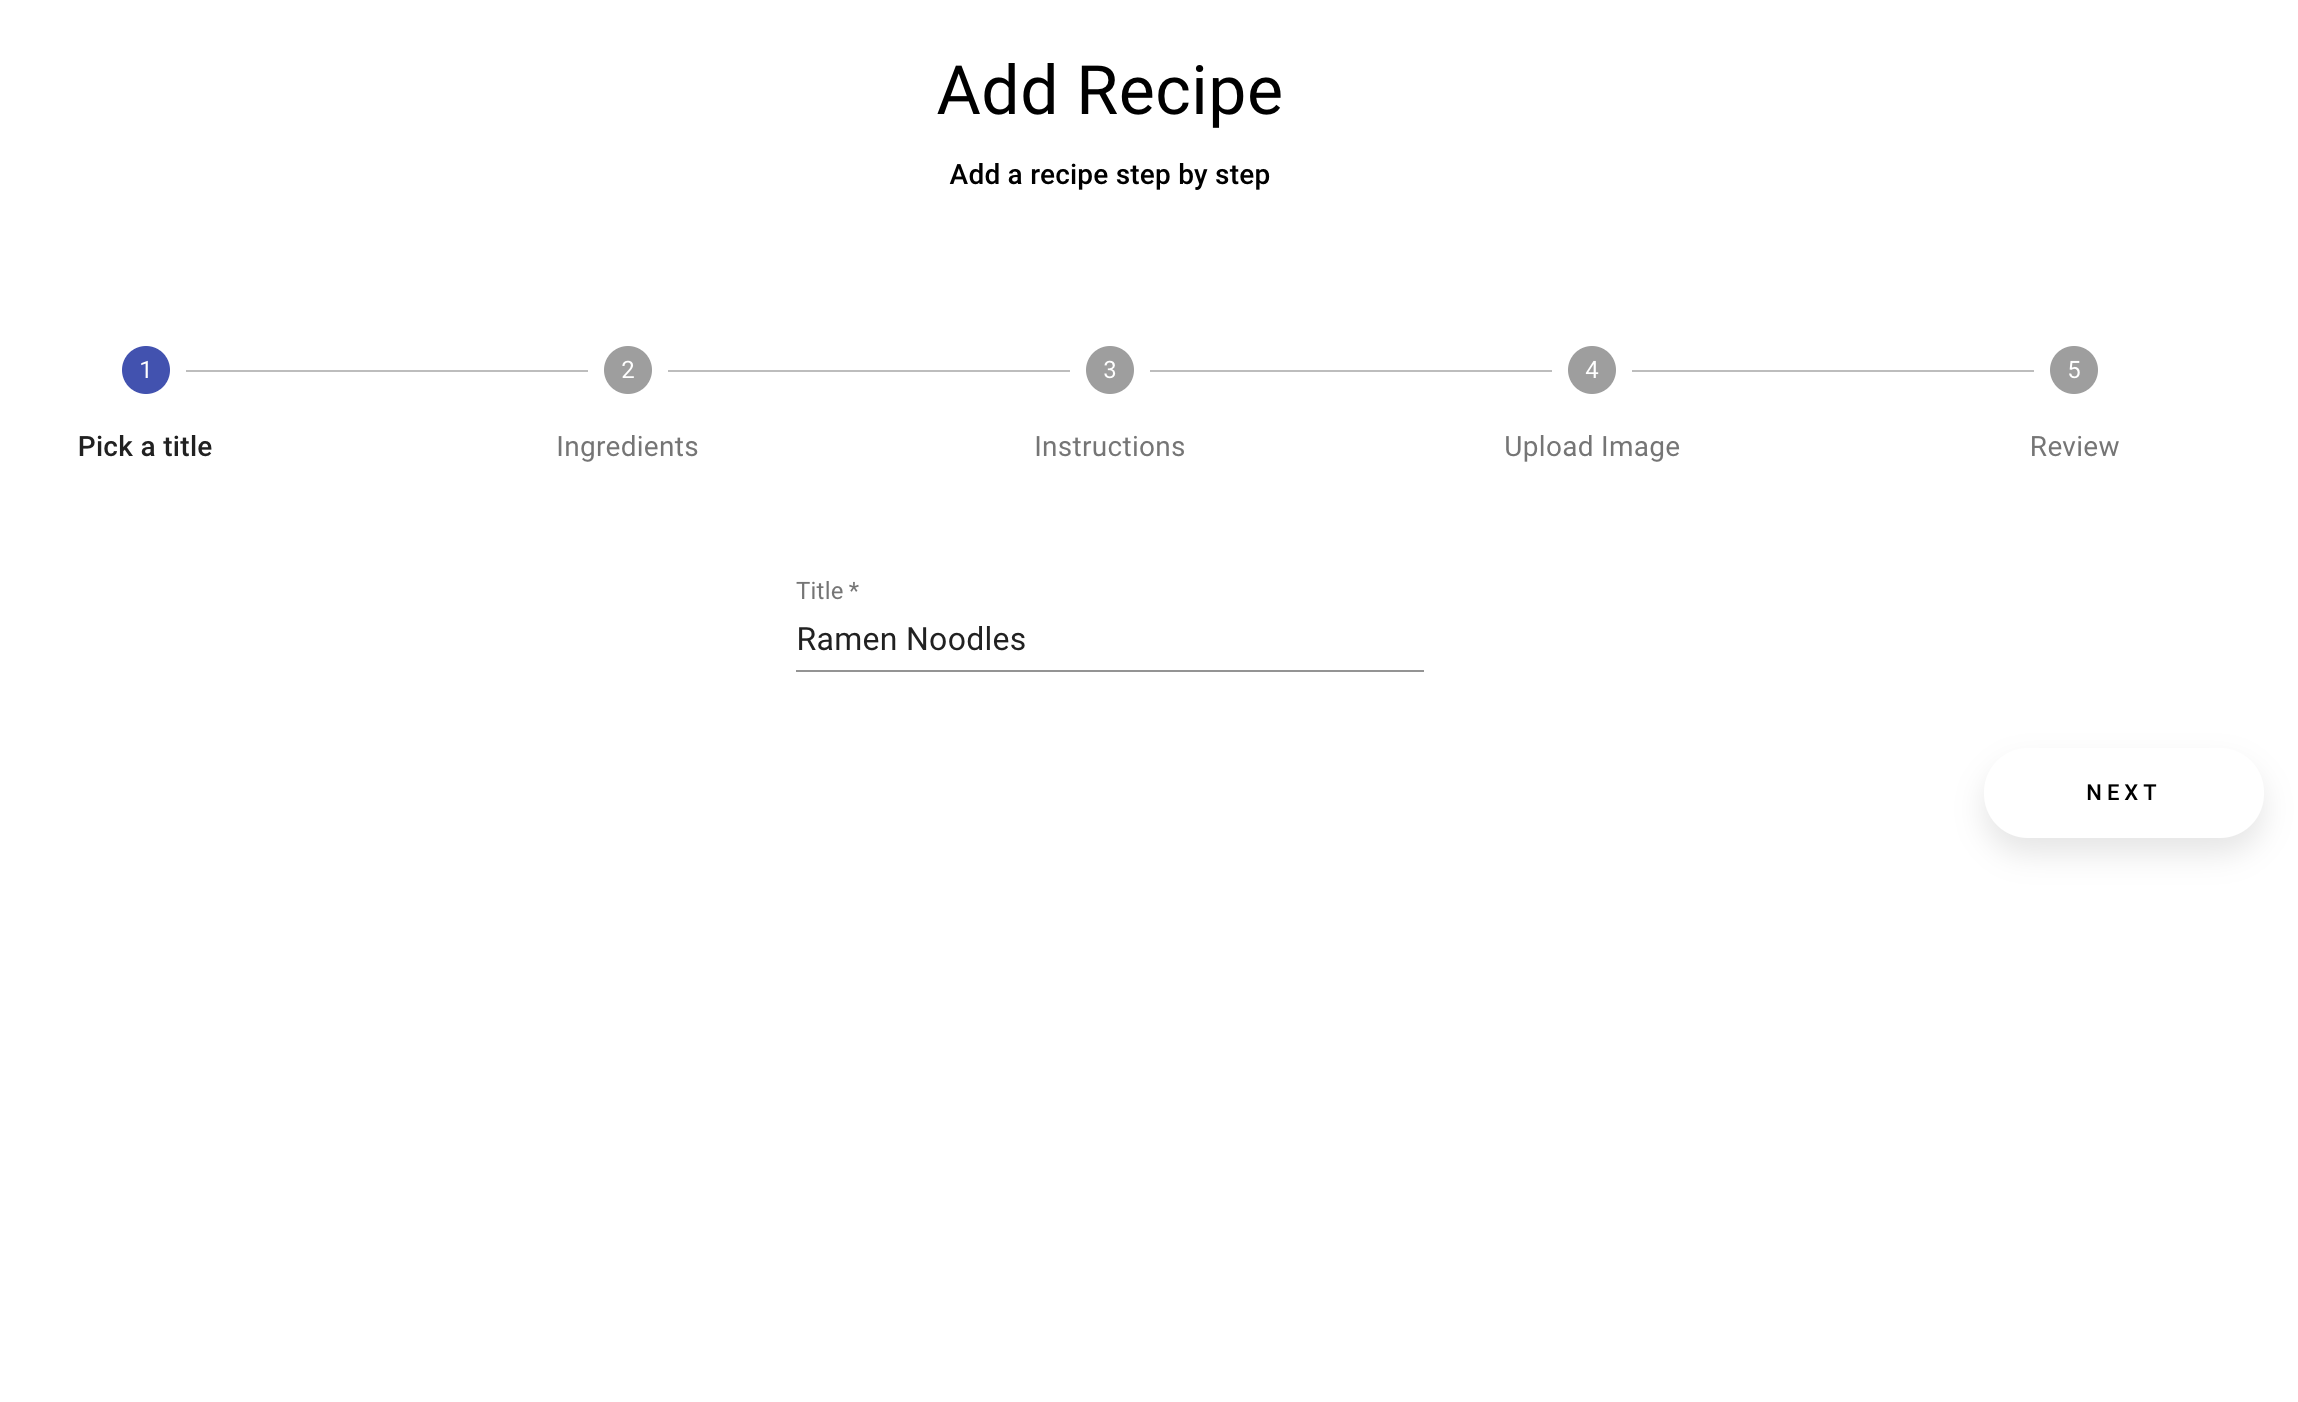 Add Recipe
Add a recipe step by step
1 2 3 4 5
Pick a title Ingredients Instructions Upload Image Review
Title *
Ramen Noodles
NEXT